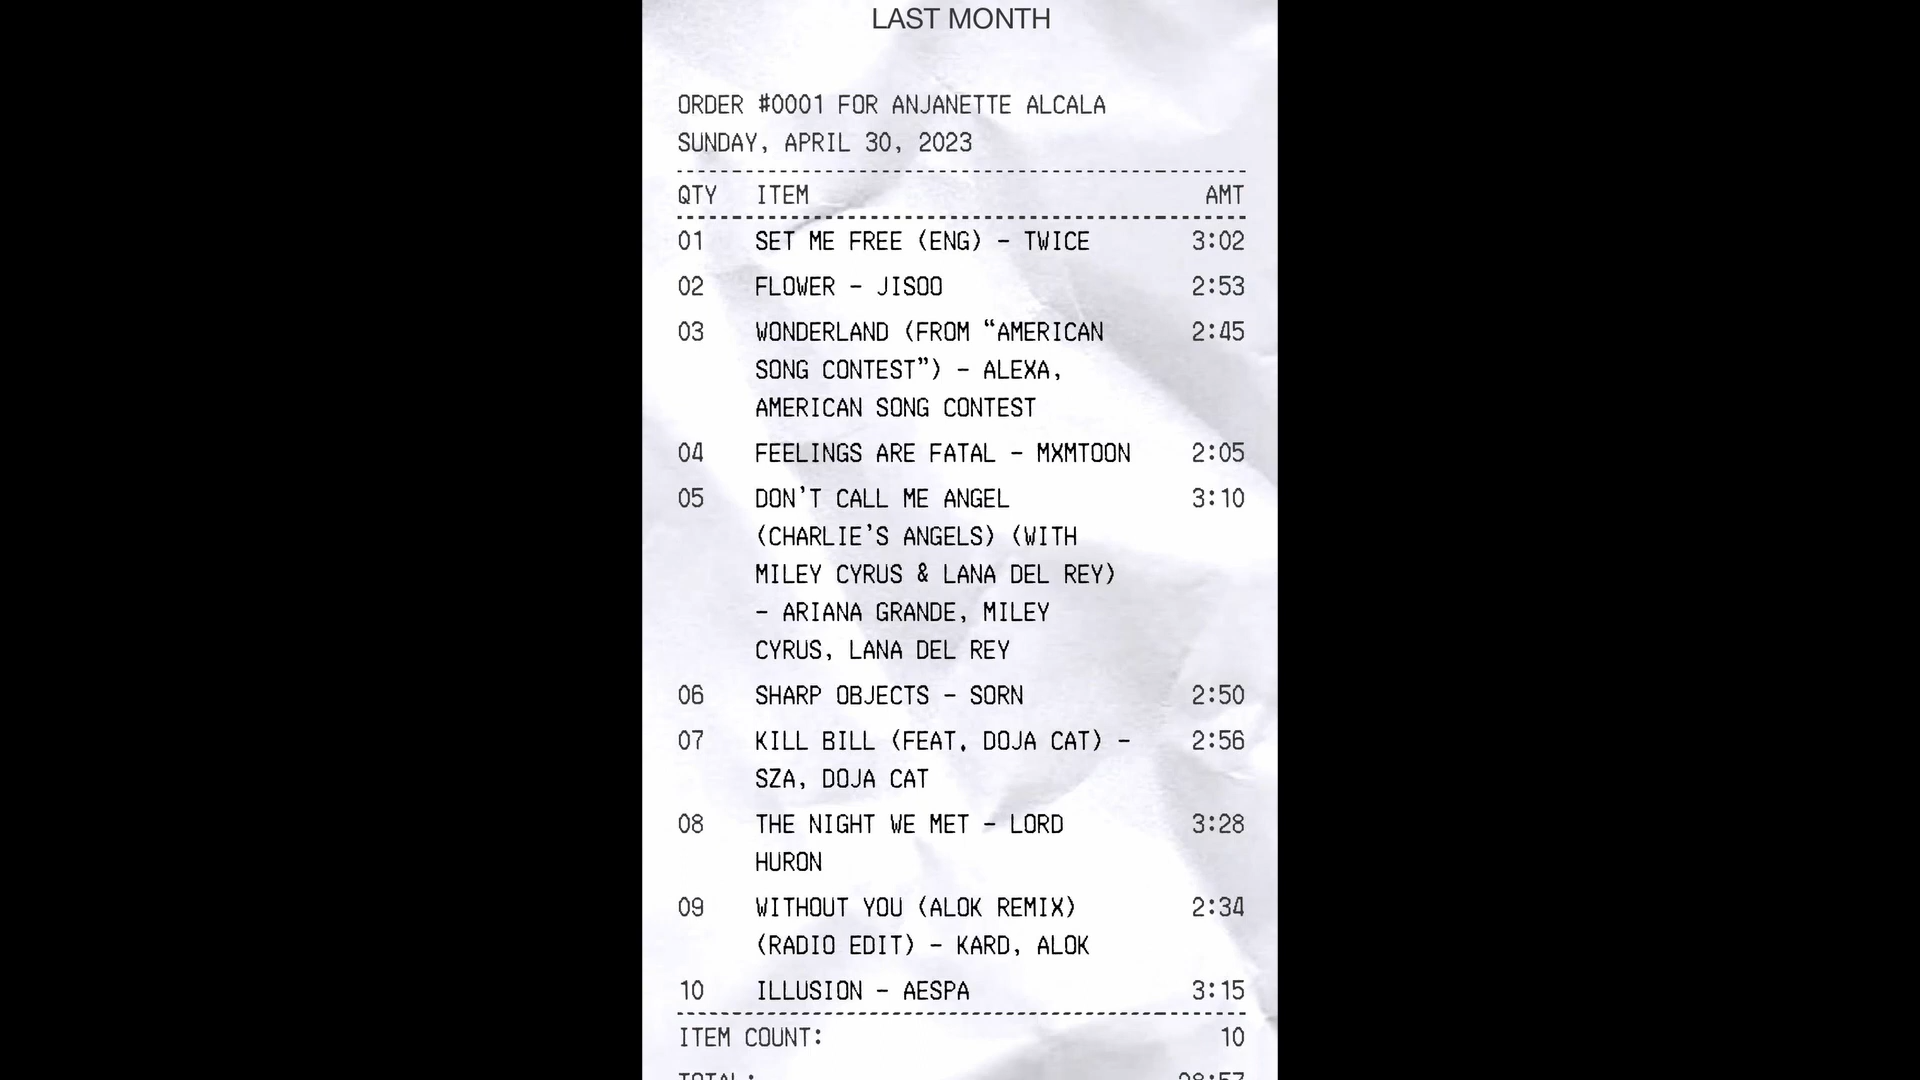 LAST MONTH
ORDER #0001 FOR ANJANETTE ALCALA
SUNDAY, APRIL 30, 2023
QTY ITEM AMT
01 SET ME FREE (ENG) - TWICE 3:02
02 FLOWER - JISOO 2:53
03 WONDERLAND (FROM “AMERICAN 2:45
SONG CONTEST”) - ALEXA,
AMERICAN SONG CONTEST
04 FEELINGS ARE FATAL - MXMTOON 2:05
05 DON’T CALL ME ANGEL 3:10
(CHARLIE’S ANGELS) (WITH
MILEY CYRUS & LANA DEL REY)
- ARIANA GRANDE, MILEY
CYRUS, LANA DEL REY
06 SHARP OBJECTS - SORN 2:50
07 KILL BILL (FEAT. DOJA CAT) - 2:56
SZA, DOJA CAT
08 THE NIGHT WE MET - LORD 3:28
HURON
09 WITHOUT YOU (ALOK REMIX) 2:34
(RADIO EDIT) - KARD, ALOK
10 ILLUSION - AESPA 3:15
ITEM COUNT: 10
TOTAL: